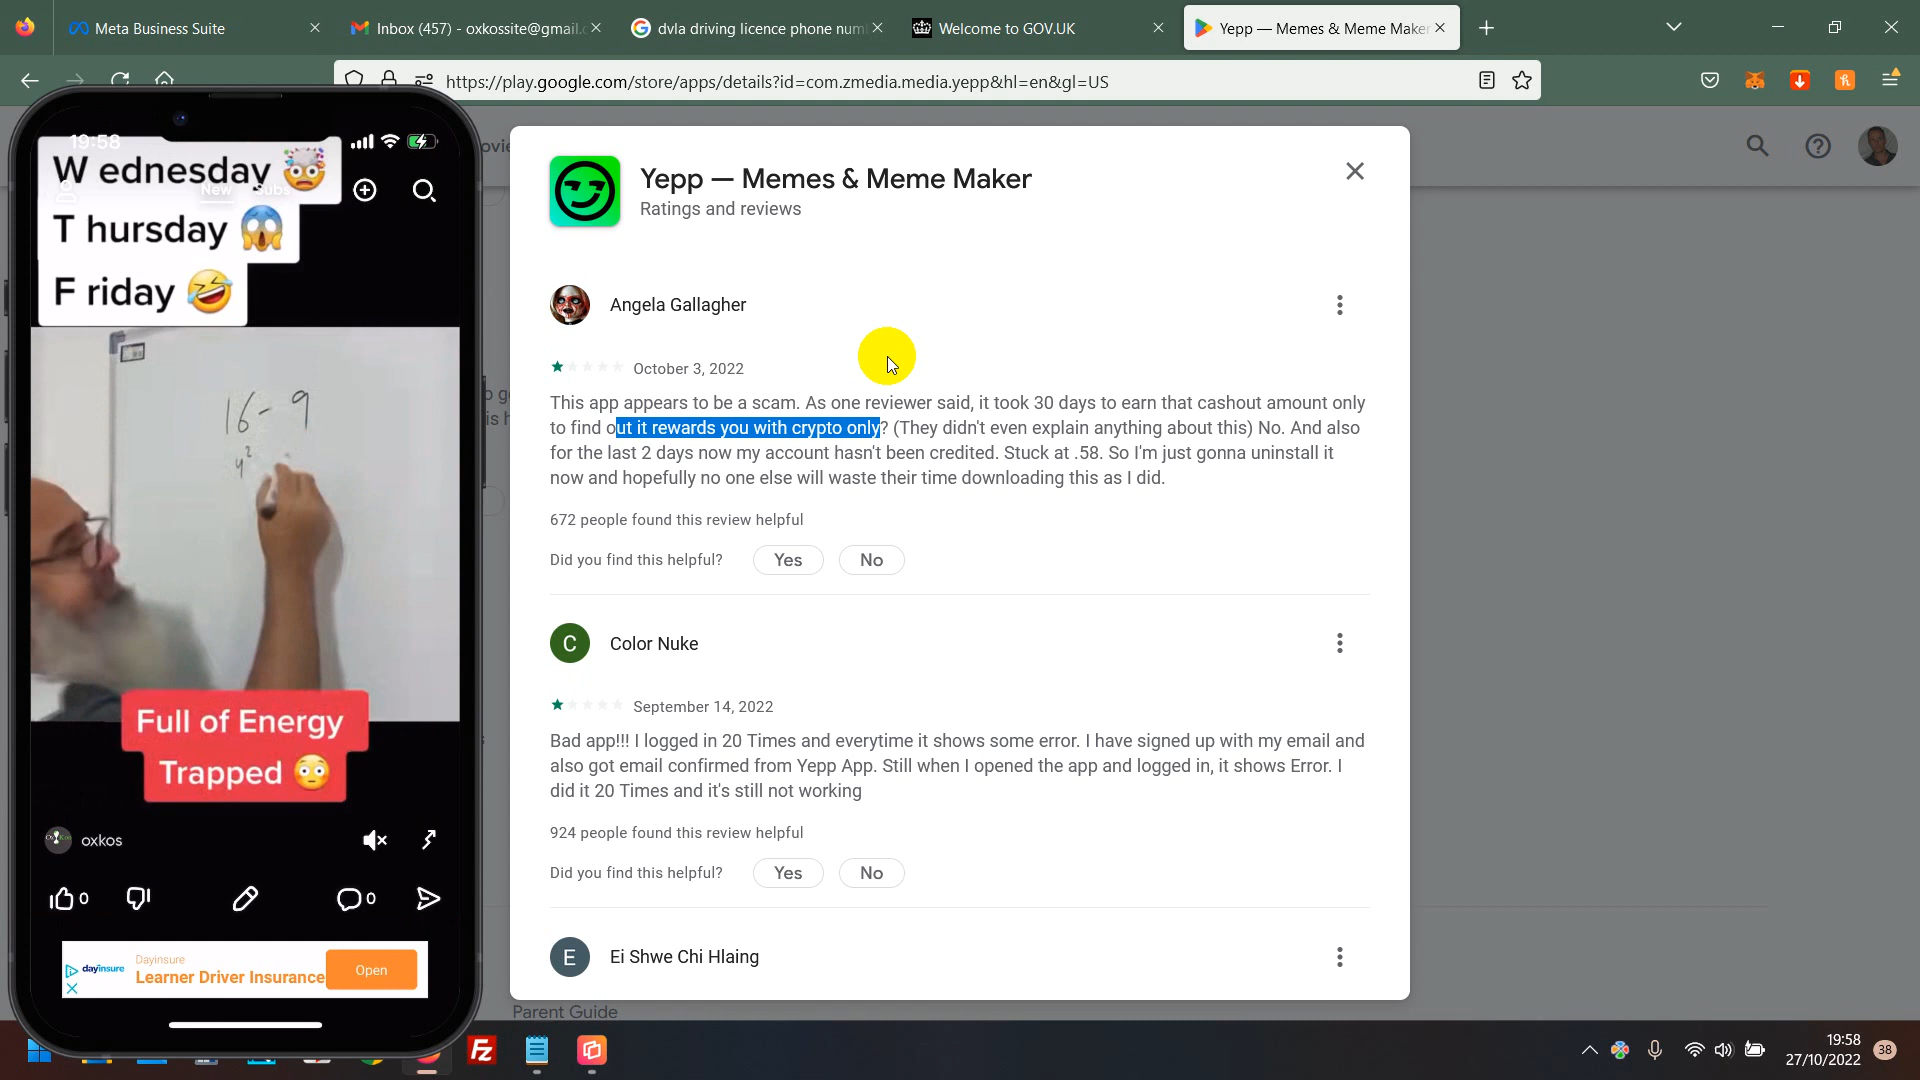 Meta Business Suite
Inbox (457) - oxkossite@gmail.c
dvla driving licence phone num
Welcome to GOV.UK
Yepp — Memes & Meme Maker
https://play.google.com/store/apps/details?id=com.zmedia.media.yepp&hl=en&gl=US
19:58
W ednesday 🤯
New
Subs
T hursday 😱
F riday 🤣
16 - 9
4²
Full of Energy
Trapped 😳
oxkos
0
0
Dayinsure
dayinsure
Learner Driver Insurance
Open
Yepp — Memes & Meme Maker
Ratings and reviews
Angela Gallagher
October 3, 2022
This app appears to be a scam. As one reviewer said, it took 30 days to earn that cashout amount only
to find out it rewards you with crypto only? (They didn't even explain anything about this) No. And also
for the last 2 days now my account hasn't been credited. Stuck at .58. So I'm just gonna uninstall it
now and hopefully no one else will waste their time downloading this as I did.
672 people found this review helpful
Did you find this helpful?
Yes
No
C
Color Nuke
September 14, 2022
Bad app!!! I logged in 20 Times and everytime it shows some error. I have signed up with my email and
also got email confirmed from Yepp App. Still when I opened the app and logged in, it shows Error. I
did it 20 Times and it's still not working
924 people found this review helpful
Did you find this helpful?
Yes
No
E
Ei Shwe Chi Hlaing
Parent Guide
FZ
19:58
27/10/2022
38